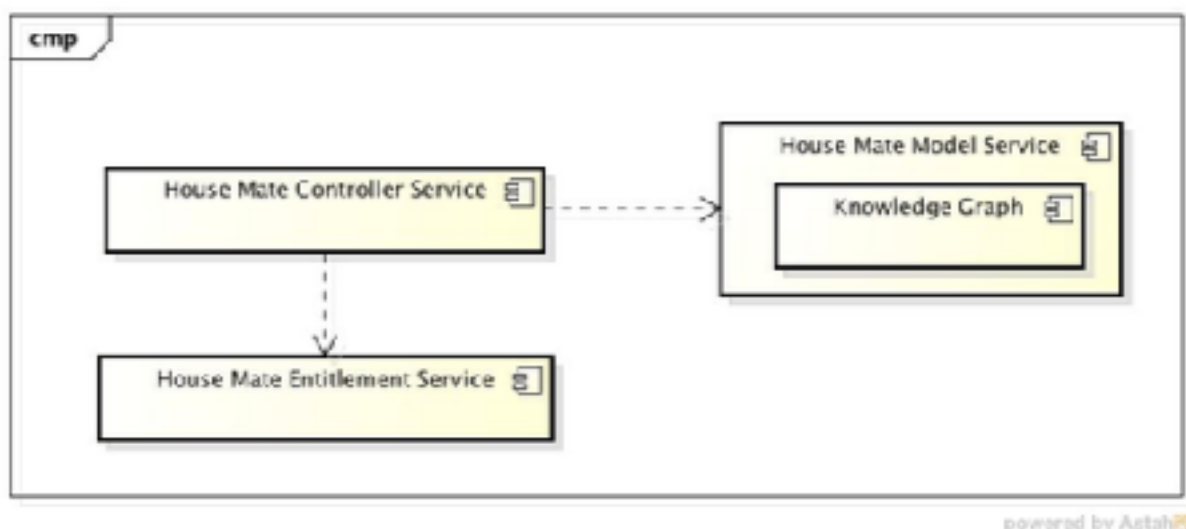 cmp
House Mate Controller Service
House Mate Model Service
Knowledge Graph
House Mate Entitlement Service
powered by Astah